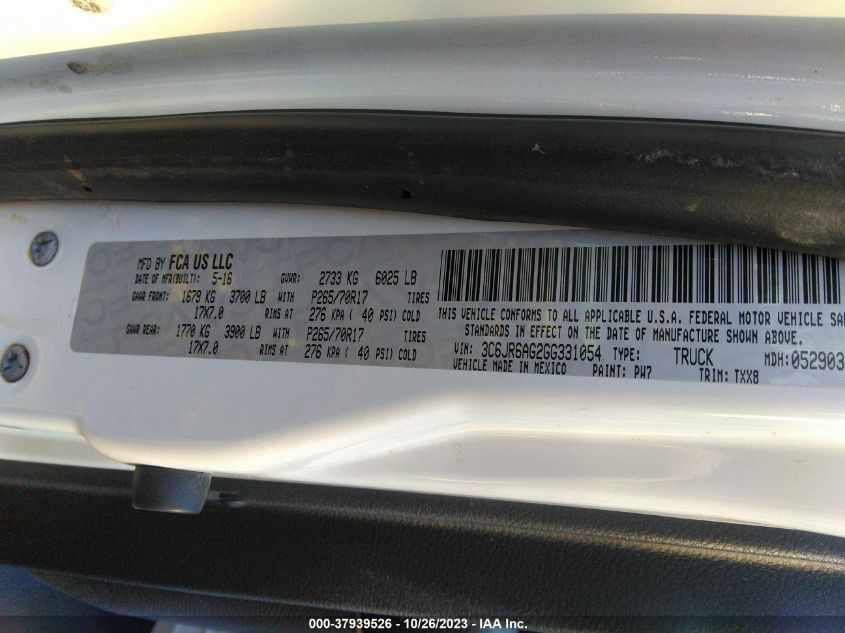 MFD BY FCA US LLC
DATE OF MFR(BUILT): 5-16 GVWR: 2733 KG 6025 LB
GAWR FRONT: 1679 KG 3700 LB WITH P265/70R17 TIRES
17X7.0 RIMS AT 276 KPA ( 40 PSI) COLD
GAWR REAR: 1770 KG 3900 LB WITH P265/70R17 TIRES
17X7.0 RIMS AT 276 KPA ( 40 PSI) COLD
THIS VEHICLE CONFORMS TO ALL APPLICABLE U.S.A. FEDERAL MOTOR VEHICLE SA
STANDARDS IN EFFECT ON THE DATE OF MANUFACTURE SHOWN ABOVE.
VIN: 3C6JR6AG2GG331054 TYPE: TRUCK MDH:052903
VEHICLE MADE IN MEXICO PAINT: PW7 TRIM: TXX8
000-37939526 - 10/26/2023 - IAA Inc.